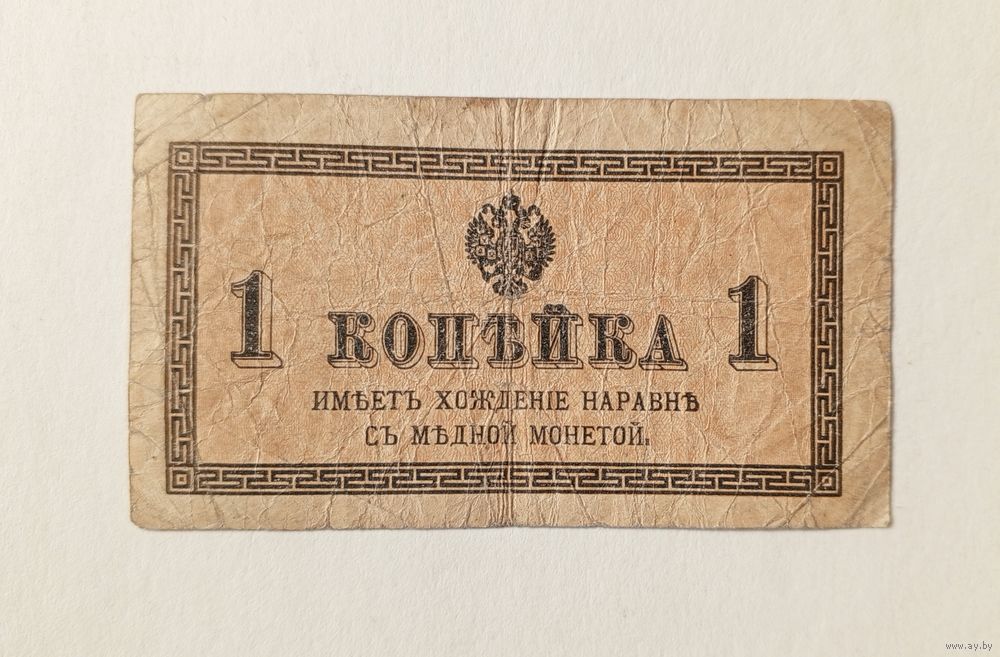 1 КОПѢЙКА 1
ИМѢЕТЪ ХОЖДЕНІЕ НАРАВНѢ
СЪ МѢДНОЙ МОНЕТОЙ.
www.ay.by